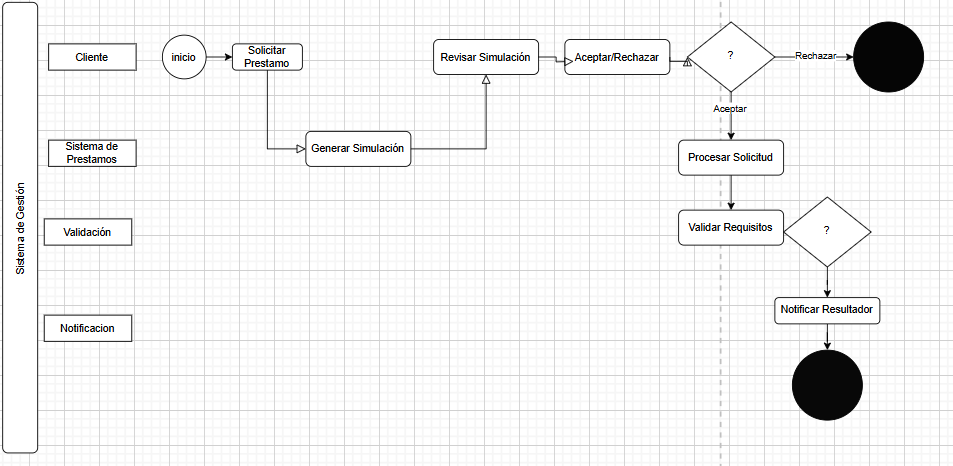 Sistema de Gestión
Cliente
inicio
Solicitar
Prestamo
Revisar Simulación
Aceptar/Rechazar
?
Rechazar
Aceptar
Sistema de
Prestamos
Generar Simulación
Procesar Solicitud
Validación
Validar Requisitos
?
Notificacion
Notificar Resultador